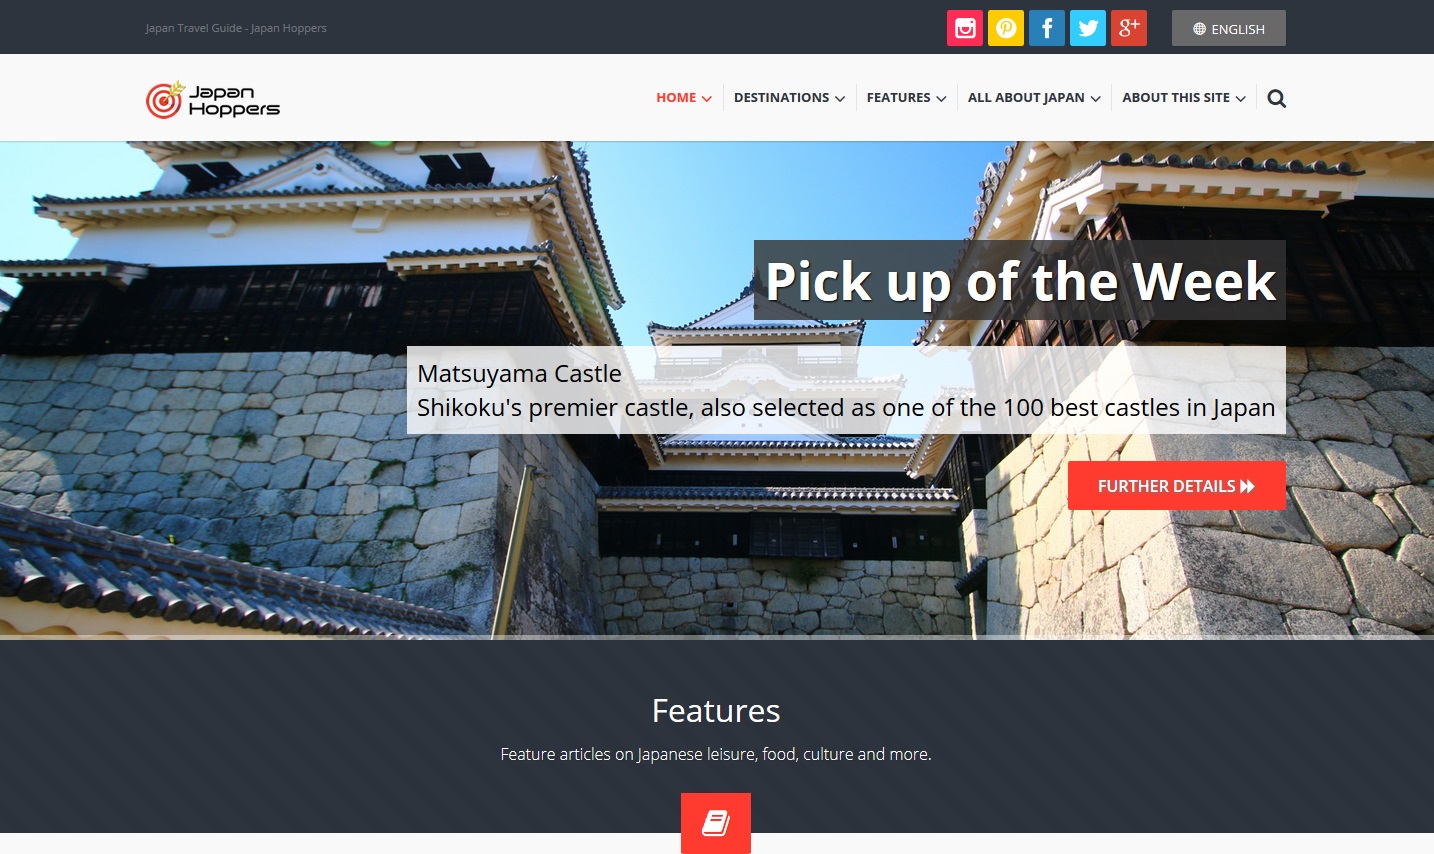 Japan Travel Guide - Japan Hoppers
ENGLISH
Japan
Hoppers
HOME
DESTINATIONS
FEATURES
ALL ABOUT JAPAN
ABOUT THIS SITE
Pick up of the Week
Matsuyama Castle
Shikoku's premier castle, also selected as one of the 100 best castles in Japan
FURTHER DETAILS
Features
Feature articles on Japanese leisure, food, culture and more.